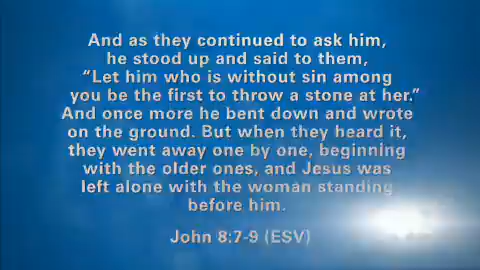 And as they continued to ask him,
he stood up and said to them,
“Let him who is without sin among
you be the first to throw a stone at her.”
And once more he bent down and wrote
on the ground. But when they heard it,
they went away one by one, beginning
with the older ones, and Jesus was
left alone with the woman standing
before him.
John 8:7-9 (ESV)